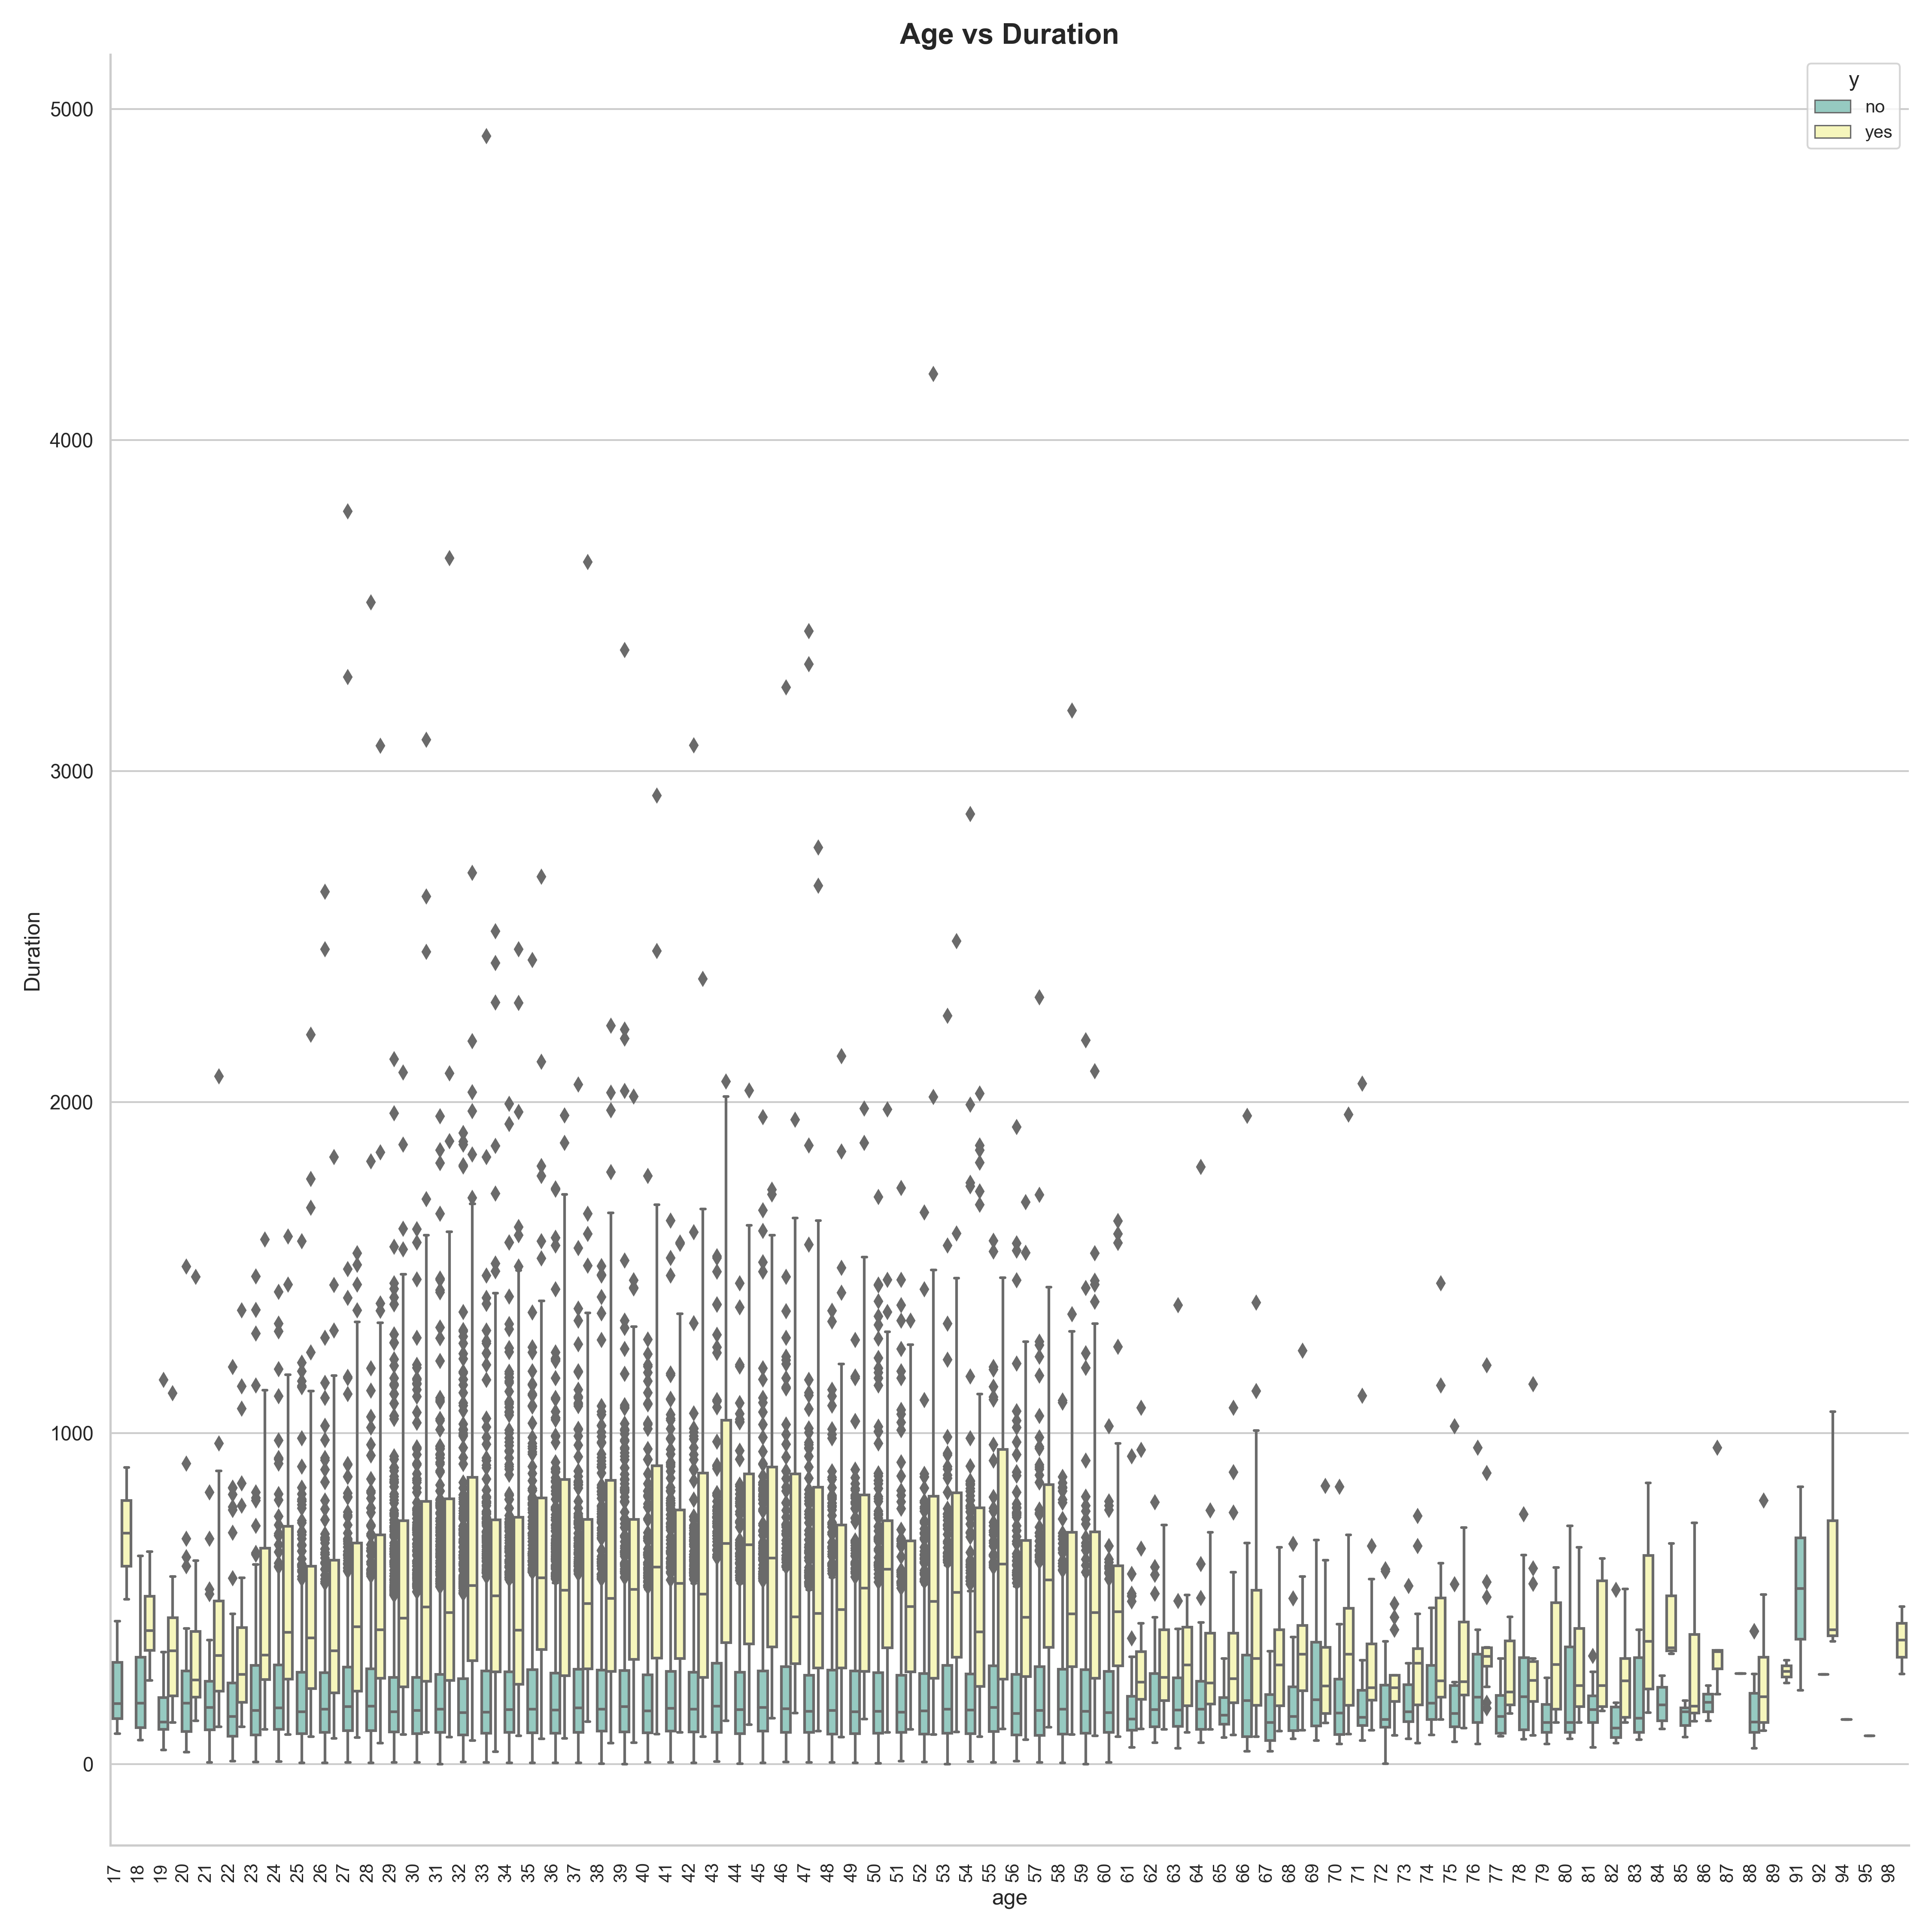 Age vs Duration
y
no
yes
5000
4000
3000
2000
1000
0
Duration
17 18 19 20 21 22 23 24 25 26 27 28 29 30 31 32 33 34 35 36 37 38 39 40 41 42 43 44 45 46 47 48 49 50 51 52 53 54 55 56 57 58 59 60 61 62 63 64 65 66 67 68 69 70 71 72 73 74 75 76 77 78 79 80 81 82 83 84 85 86 87 88 89 91 92 94 95 98
age